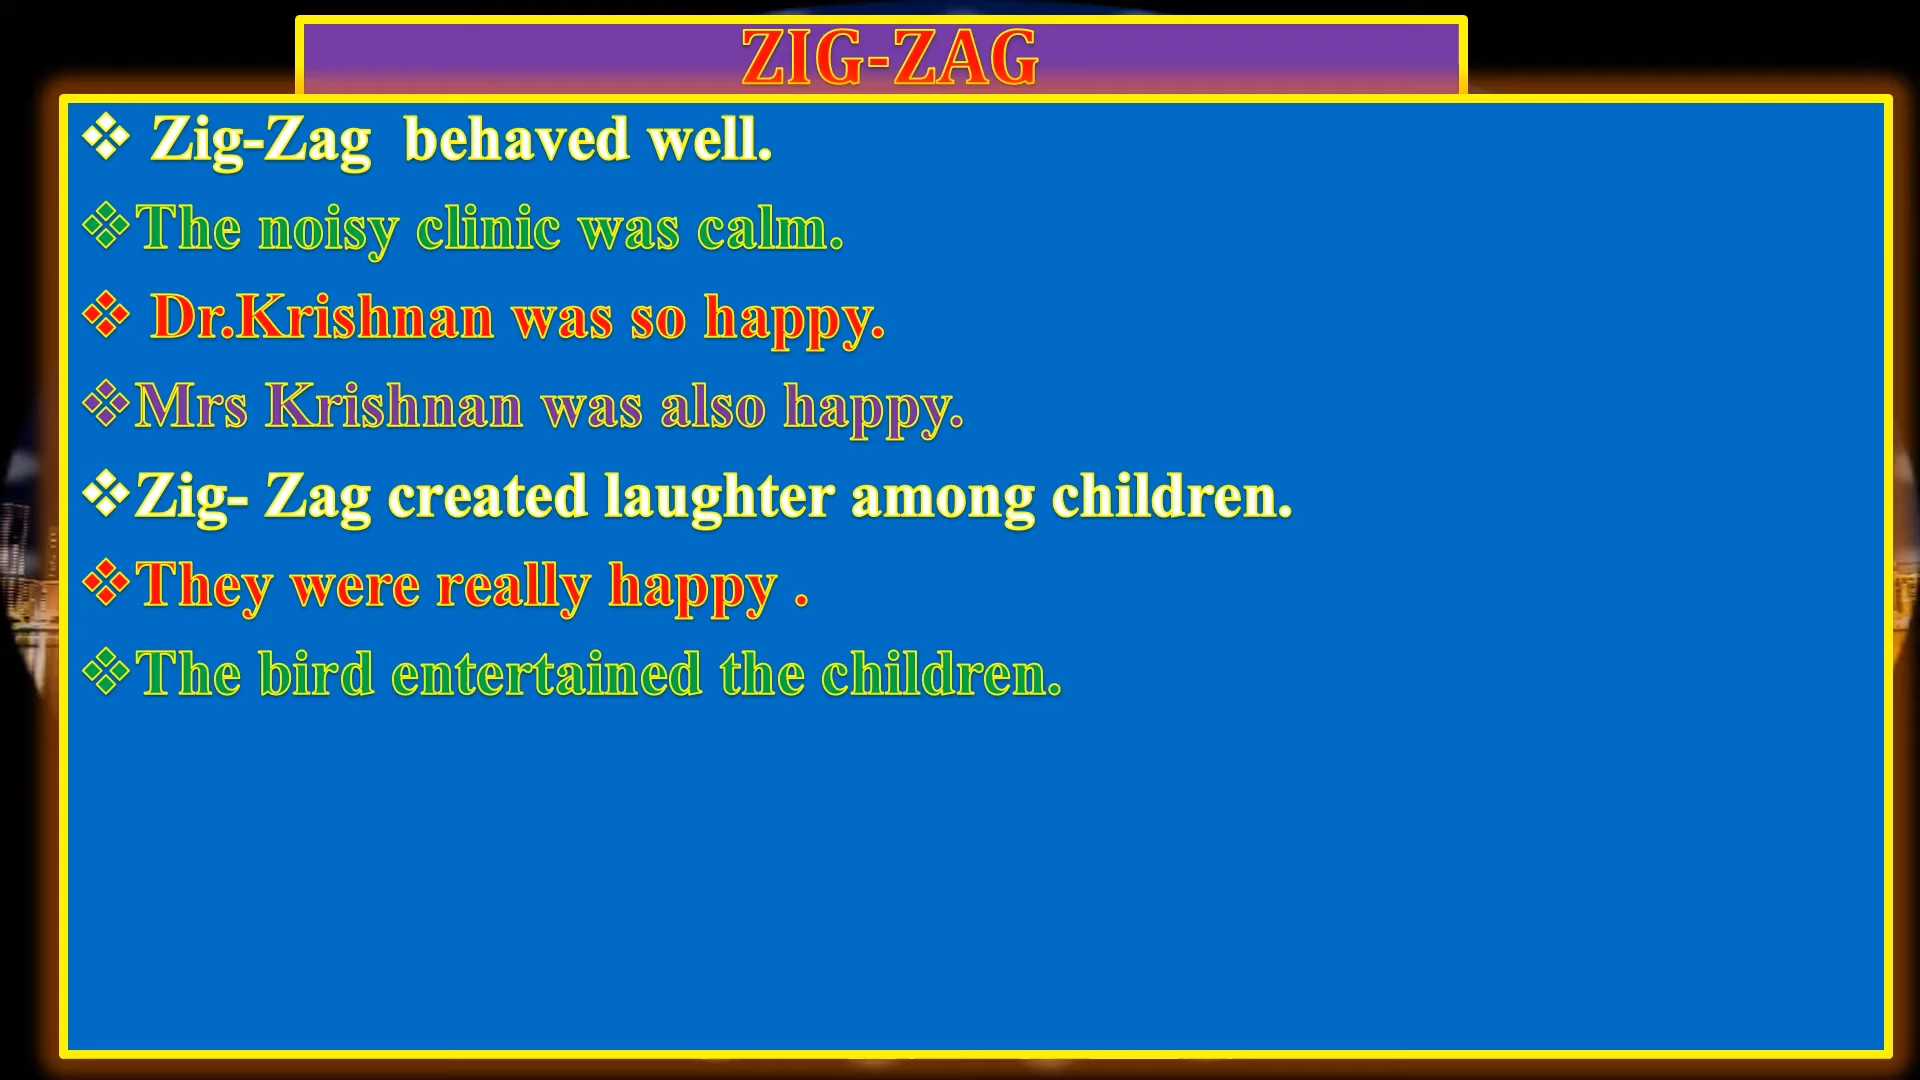 ZIG-ZAG
❖ Zig-Zag  behaved well.
❖The noisy clinic was calm.
❖ Dr.Krishnan was so happy.
❖Mrs Krishnan was also happy.
❖Zig- Zag created laughter among children.
❖They were really happy .
❖The bird entertained the children.